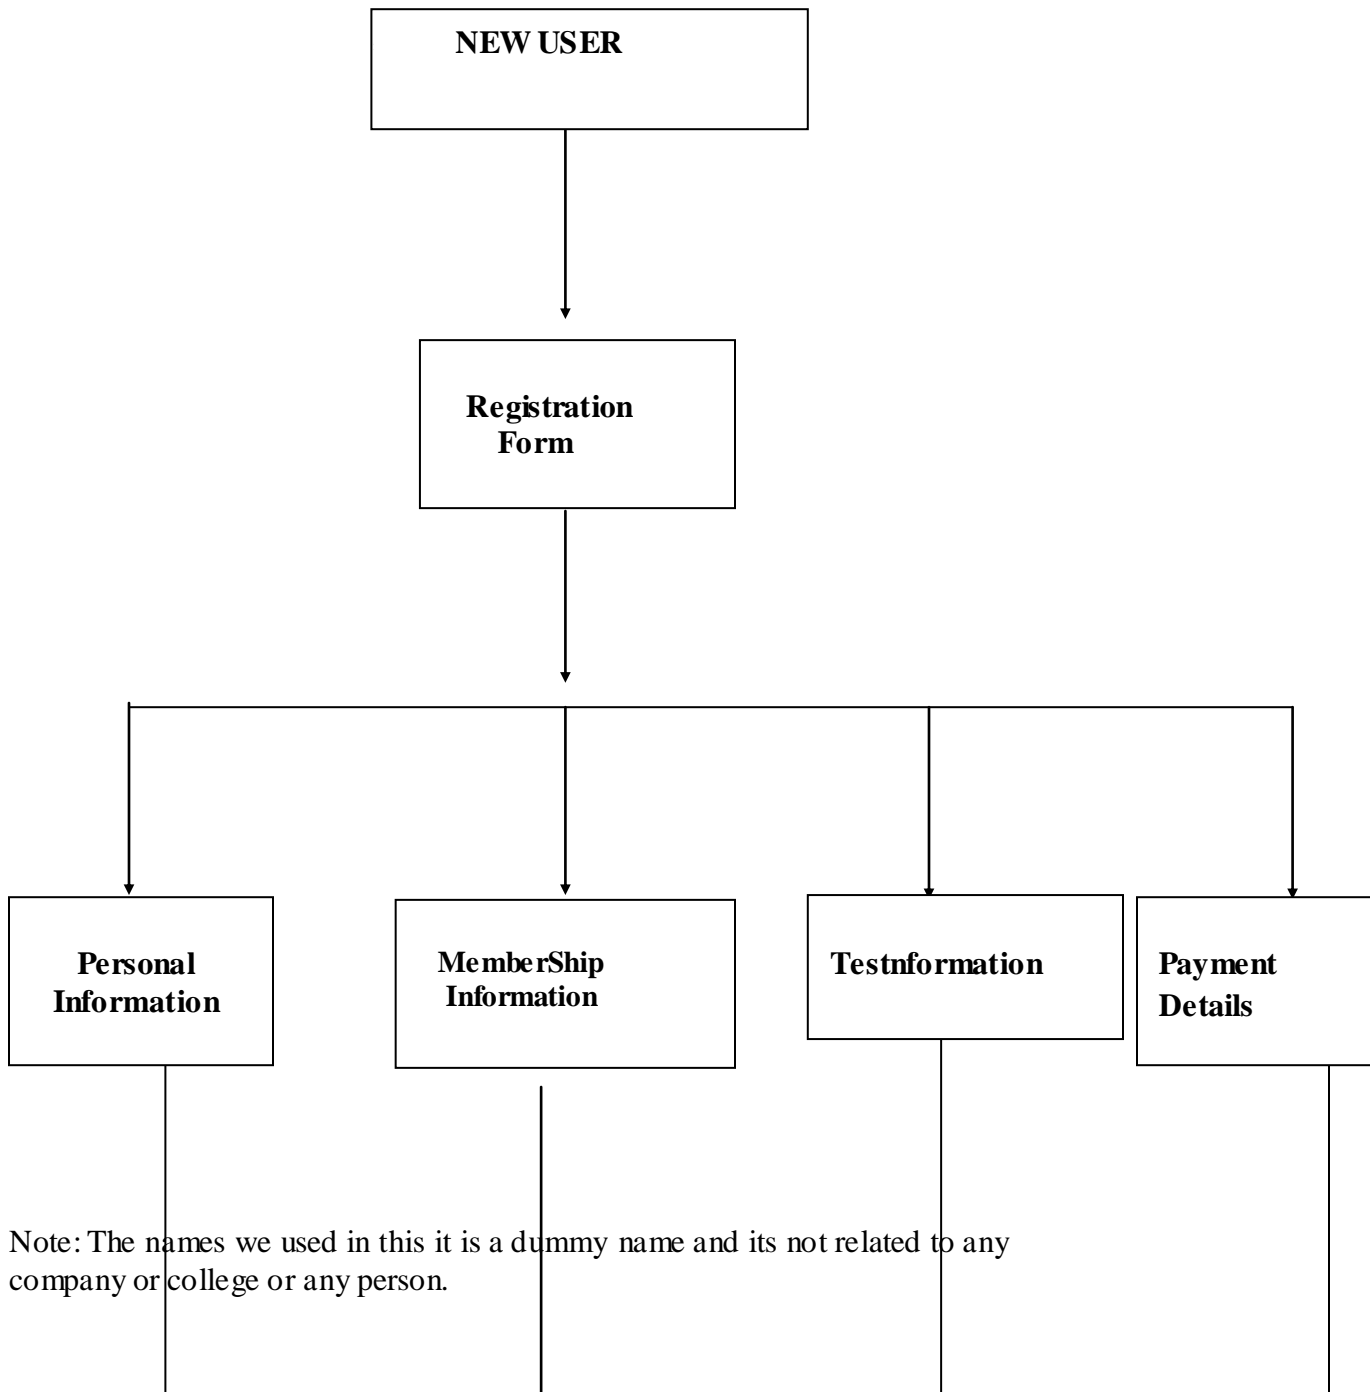 NEW USER
Registration
Form
Personal
Information
MemberShip
Information
Testnformation
Payment
Details
Note: The names we used in this it is a dummy name and its not related to any
company or college or any person.